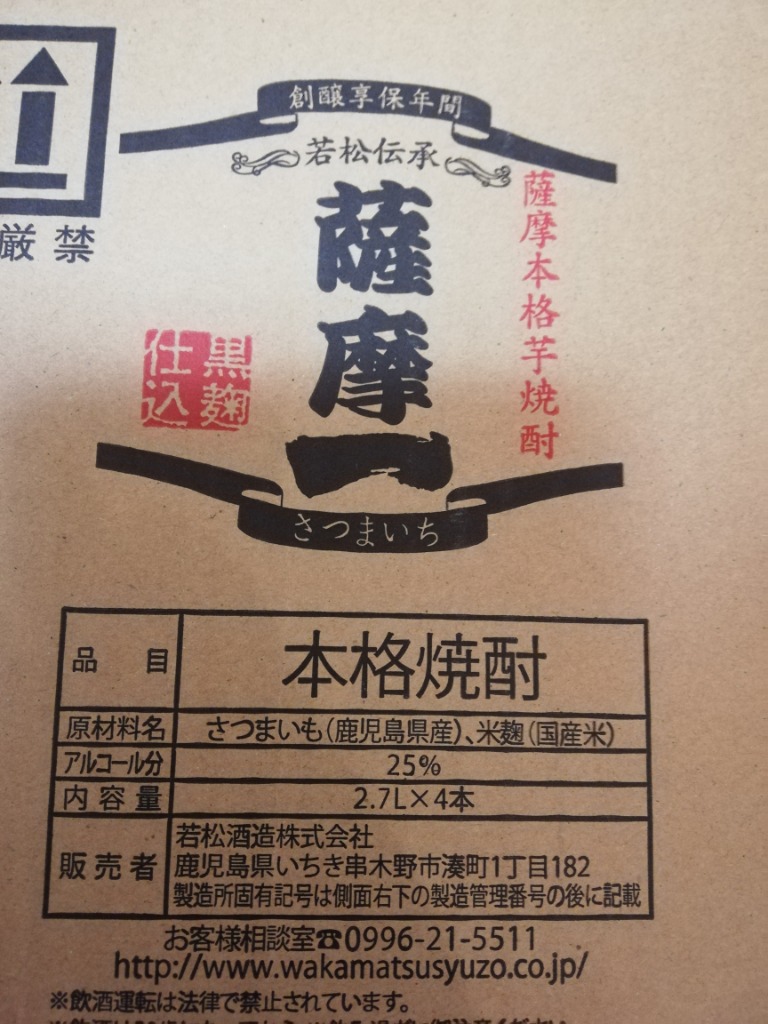 厳禁
創醸享保年間
若松伝承
薩摩一
薩摩本格芋焼酎
黒麹
仕込
さつまいち
品目 本格焼酎
原材料名 さつまいも(鹿児島県産)、米麹(国産米)
アルコール分 25%
内容量 2.7L×4本
販売者 若松酒造株式会社
鹿児島県いちき串木野市湊町1丁目182
製造所固有記号は側面右下の製造管理番号の後に記載
お客様相談室☎0996-21-5511
http://www.wakamatsusyuzo.co.jp/
※飲酒運転は法律で禁止されています。